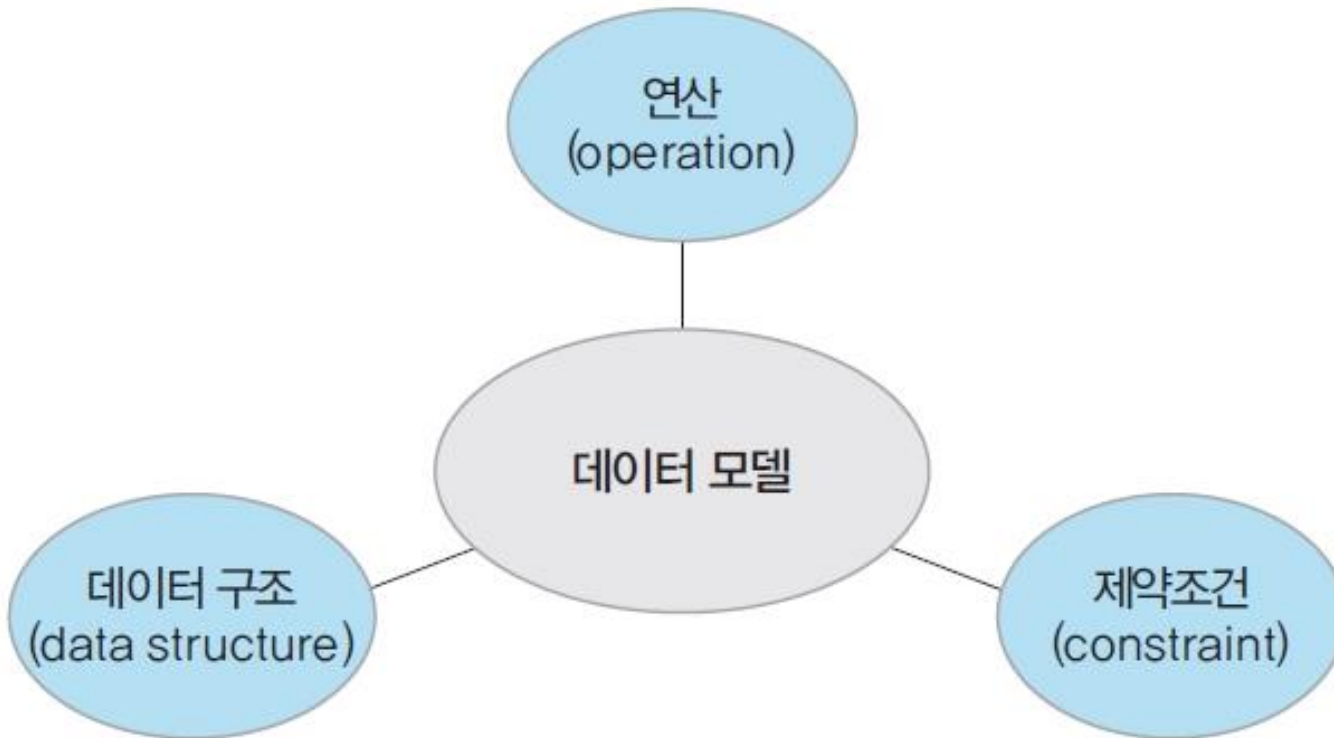 연산
(operation)
데이터 모델
데이터 구조
(data structure)
제약조건
(constraint)